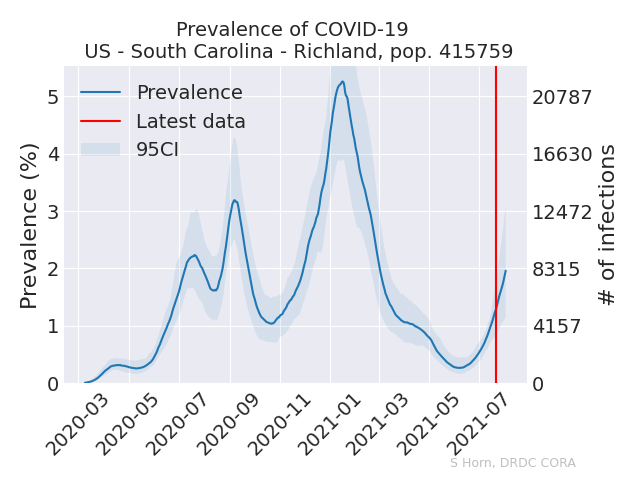 Prevalence of COVID-19
US - South Carolina - Richland, pop. 415759
Prevalence
Latest data
95CI
Prevalence (%)
5
4
3
2
1
0
20787
16630
12472
8315
4157
0
# of infections
2020-03
2020-05
2020-07
2020-09
2020-11
2021-01
2021-03
2021-05
2021-07
S Horn, DRDC CORA